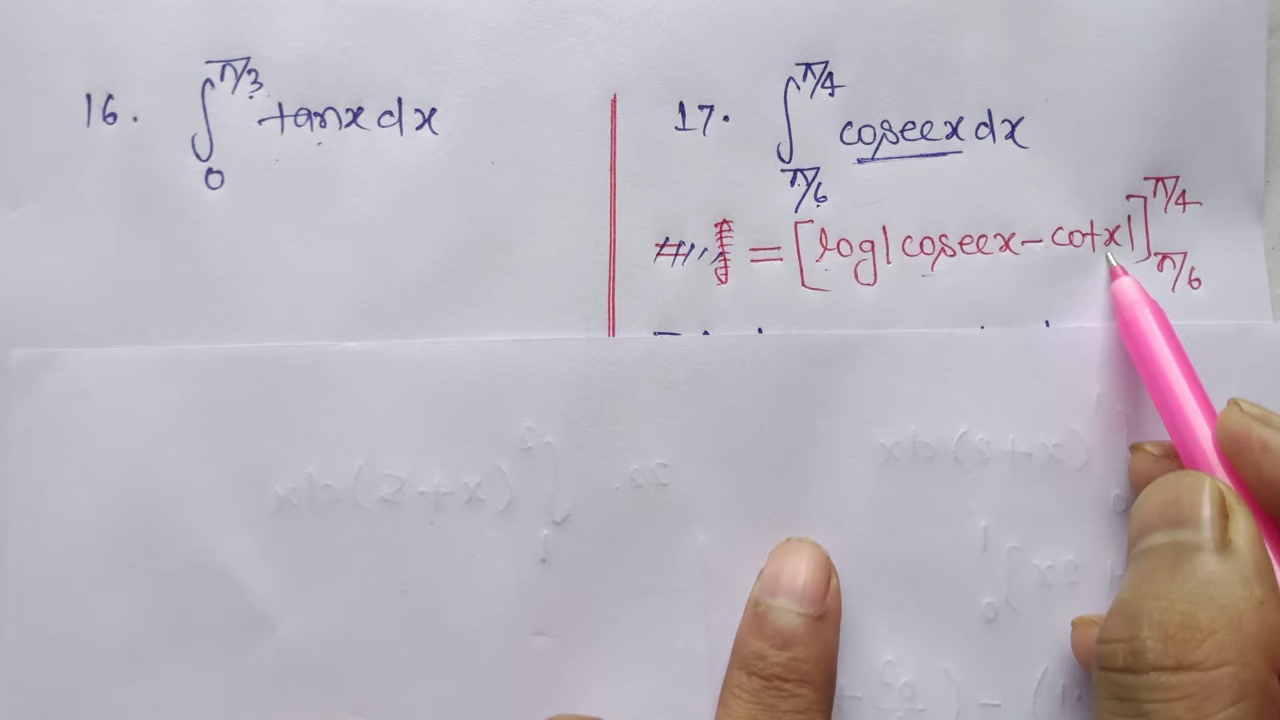 16. ∫₀^{π/3} tanx dx
17. ∫_{π/6}^{π/4} cosecx dx
= [log|cosecx - cotx|]_{π/6}^{π/4}